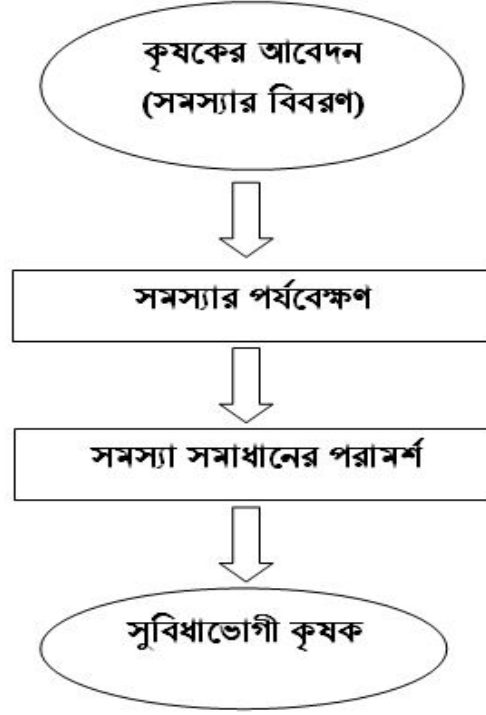 কৃষকের আবেদন
(সমস্যার বিবরণ)
সমস্যার পর্যবেক্ষণ
সমস্যা সমাধানের পরামর্শ
সুবিধাভোগী কৃষক